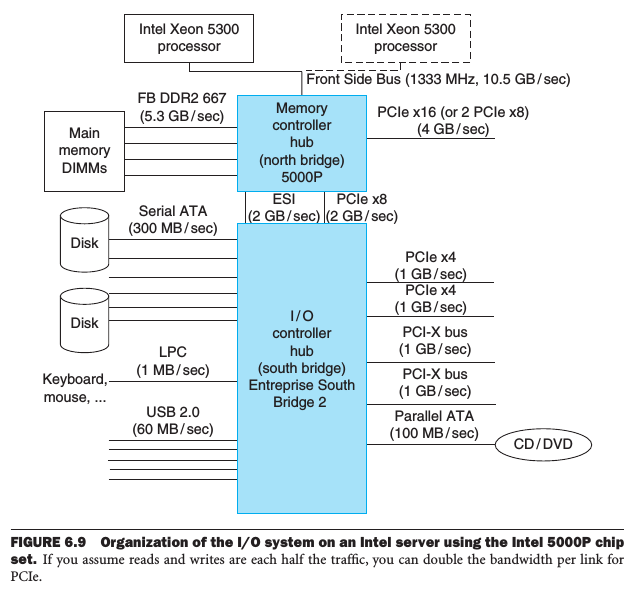 Intel Xeon 5300
processor
Intel Xeon 5300
processor
Front Side Bus (1333 MHz, 10.5 GB/sec)
FB DDR2 667
(5.3 GB/sec)
Main
memory
DIMMs
Memory
controller
hub
(north bridge)
5000P
PCIe x16 (or 2 PCIe x8)
(4 GB/sec)
ESI
(2 GB/sec)
PCIe x8
(2 GB/sec)
Serial ATA
(300 MB/sec)
Disk
Disk
LPC
(1 MB/sec)
Keyboard,
mouse, ...
USB 2.0
(60 MB/sec)
I/O
controller
hub
(south bridge)
Entreprise South
Bridge 2
PCIe x4
(1 GB/sec)
PCIe x4
(1 GB/sec)
PCI-X bus
(1 GB/sec)
PCI-X bus
(1 GB/sec)
Parallel ATA
(100 MB/sec)
CD/DVD
FIGURE 6.9 Organization of the I/O system on an Intel server using the Intel 5000P chip
set. If you assume reads and writes are each half the traffic, you can double the bandwidth per link for
PCIe.